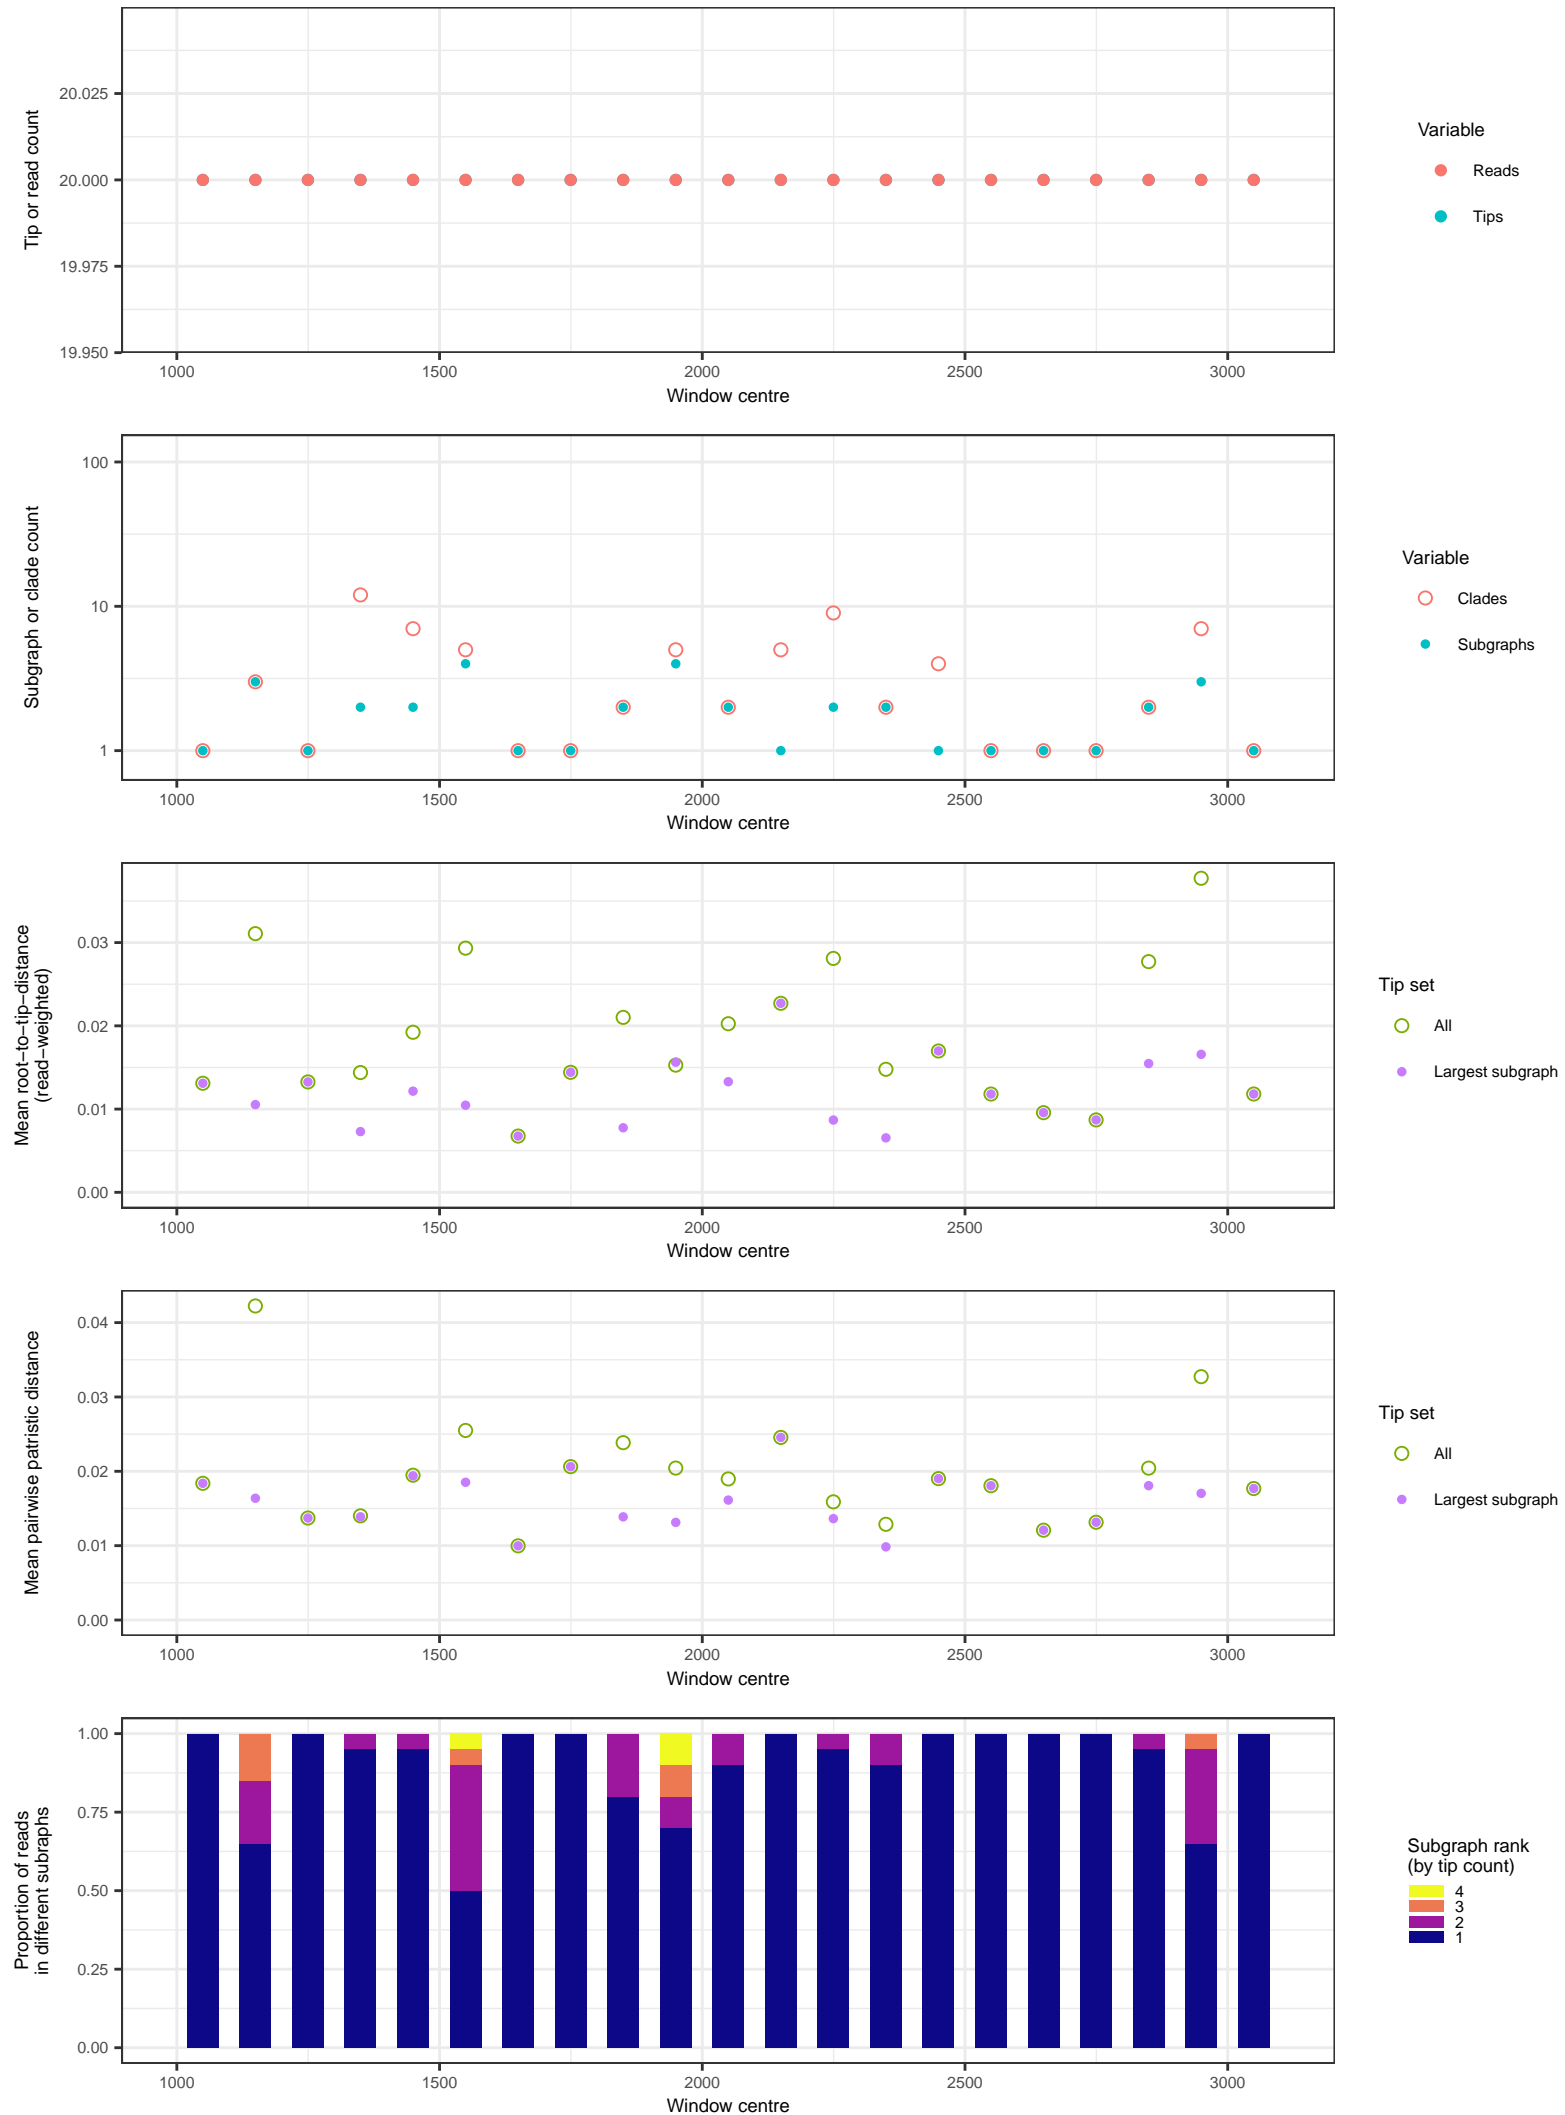 Tip or read count
20.025
20.000
19.975
19.950
1000 1500 2000 2500 3000
Window centre
Variable
Reads
Tips
Subgraph or clade count
100
10
1
1000 1500 2000 2500 3000
Window centre
Variable
Clades
Subgraphs
Mean root−to−tip−distance
(read−weighted)
0.03
0.02
0.01
0.00
1000 1500 2000 2500 3000
Window centre
Tip set
All
Largest subgraph
Mean pairwise patristic distance
0.04
0.03
0.02
0.01
0.00
1000 1500 2000 2500 3000
Window centre
Tip set
All
Largest subgraph
Proportion of reads
in different subraphs
1.00
0.75
0.50
0.25
0.00
1000 1500 2000 2500 3000
Window centre
Subgraph rank
(by tip count)
4
3
2
1